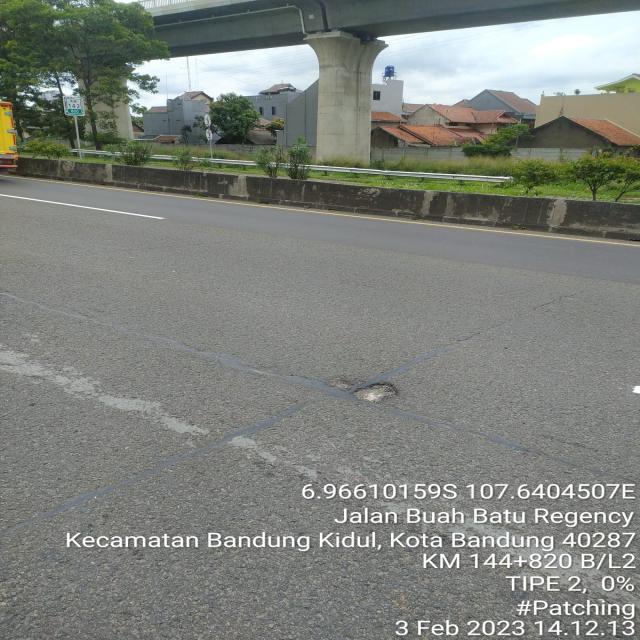 6.96610159S 107.6404507E
Jalan Buah Batu Regency
Kecamatan Bandung Kidul, Kota Bandung 40287
KM 144+820 B/L2
TIPE 2, 0%
#Patching
3 Feb 2023 14.12.13